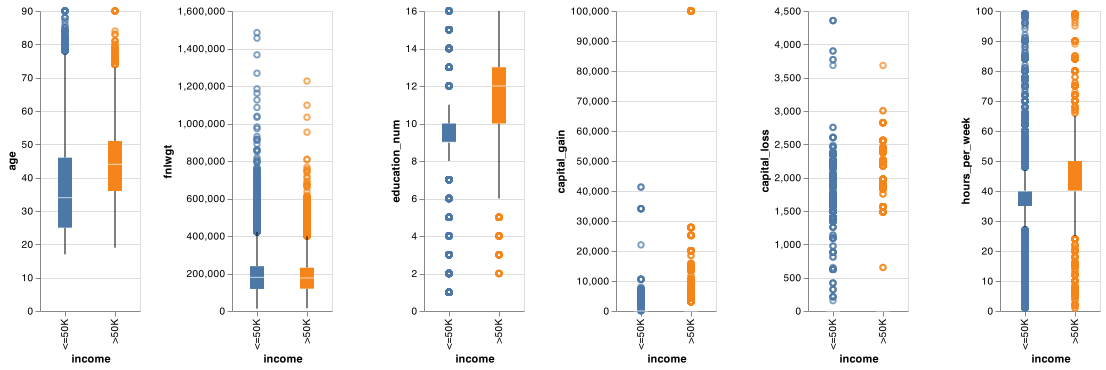 age
90
80
70
60
50
40
30
20
10
0
<=50K
>50K
income
fnlwgt
1,600,000
1,400,000
1,200,000
1,000,000
800,000
600,000
400,000
200,000
0
<=50K
>50K
income
education_num
16
14
12
10
8
6
4
2
0
<=50K
>50K
income
capital_gain
100,000
90,000
80,000
70,000
60,000
50,000
40,000
30,000
20,000
10,000
0
<=50K
>50K
income
capital_loss
4,500
4,000
3,500
3,000
2,500
2,000
1,500
1,000
500
0
<=50K
>50K
income
hours_per_week
100
90
80
70
60
50
40
30
20
10
0
<=50K
>50K
income